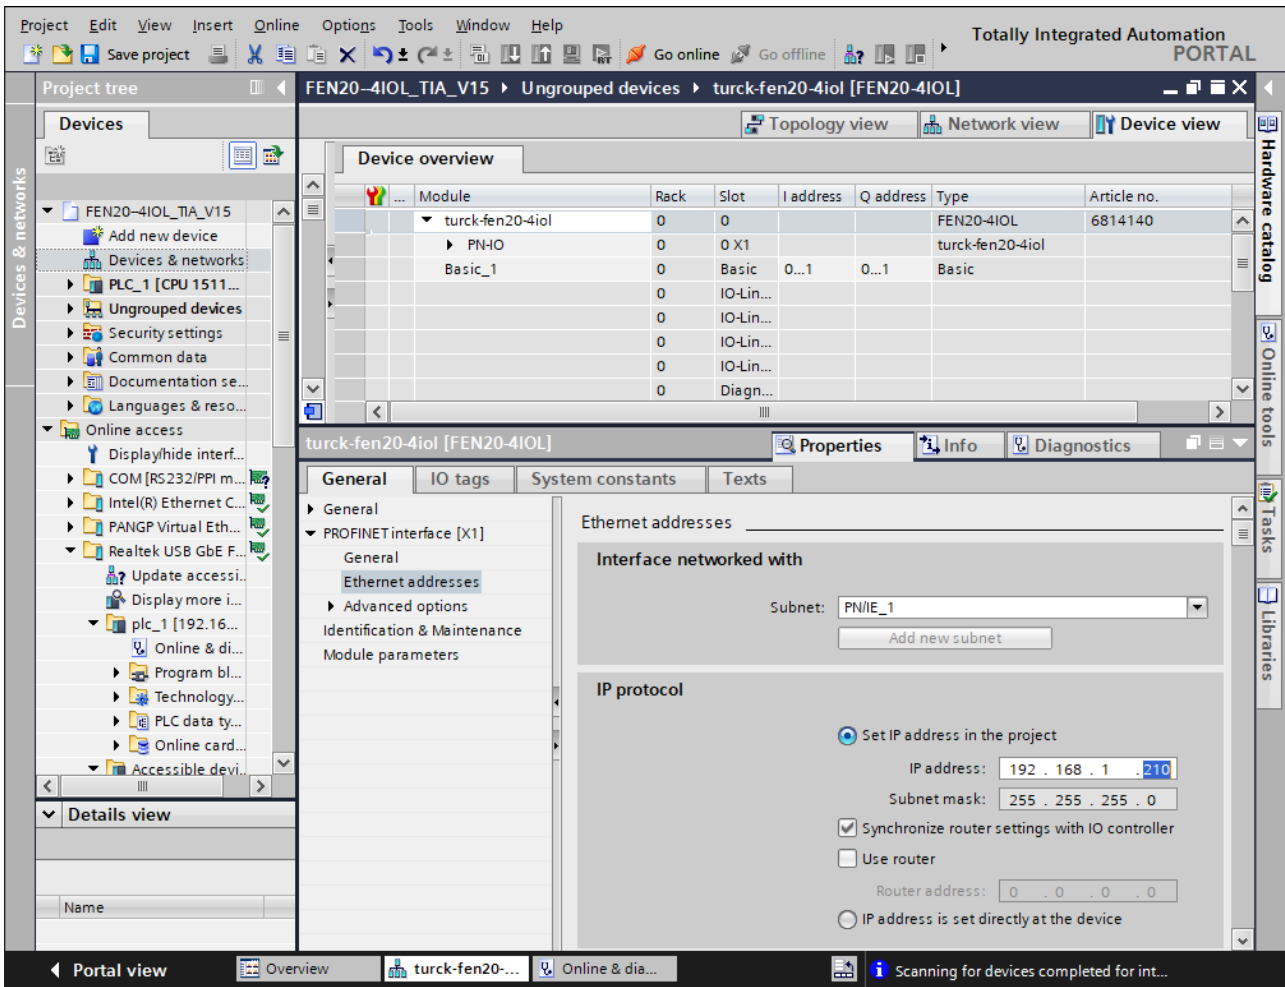 Project Edit View Insert Online Options Tools Window Help
Totally Integrated Automation
PORTAL
Save project Go online Go offline
Project tree
FEN20--4IOL_TIA_V15 Ungrouped devices turck-fen20-4iol [FEN20-4IOL]
Devices
Topology view Network view Device view
Device overview
... Module Rack Slot I address Q address Type Article no.
turck-fen20-4iol 0 0 FEN20-4IOL 6814140
PN-IO 0 0 X1 turck-fen20-4iol
Basic_1 0 Basic 0...1 0...1 Basic
0 IO-Lin...
0 IO-Lin...
0 IO-Lin...
0 IO-Lin...
0 Diagn...
Devices & networks
FEN20--4IOL_TIA_V15
Add new device
Devices & networks
PLC_1 [CPU 1511...
Ungrouped devices
Security settings
Common data
Documentation se...
Languages & reso...
Online access
Display/hide interf...
COM [RS232/PPI m...
Intel(R) Ethernet C...
PANGP Virtual Eth...
Realtek USB GbE F...
Update accessi..
Display more i...
plc_1 [192.16...
Online & di...
Program bl...
Technology...
PLC data ty...
Online card...
Accessible devi..
Details view
Name
turck-fen20-4iol [FEN20-4IOL]
Properties Info Diagnostics
General IO tags System constants Texts
General
PROFINET interface [X1]
General
Ethernet addresses
Advanced options
Identification & Maintenance
Module parameters
Ethernet addresses
Interface networked with
Subnet: PN/IE_1
Add new subnet
IP protocol
Set IP address in the project
IP address: 192 . 168 . 1 . 210
Subnet mask: 255 . 255 . 255 . 0
Synchronize router settings with IO controller
Use router
Router address: 0 . 0 . 0 . 0
IP address is set directly at the device
Hardware catalog
Online tools
Tasks
Libraries
Portal view Overview turck-fen20-... Online & dia... Scanning for devices completed for int...